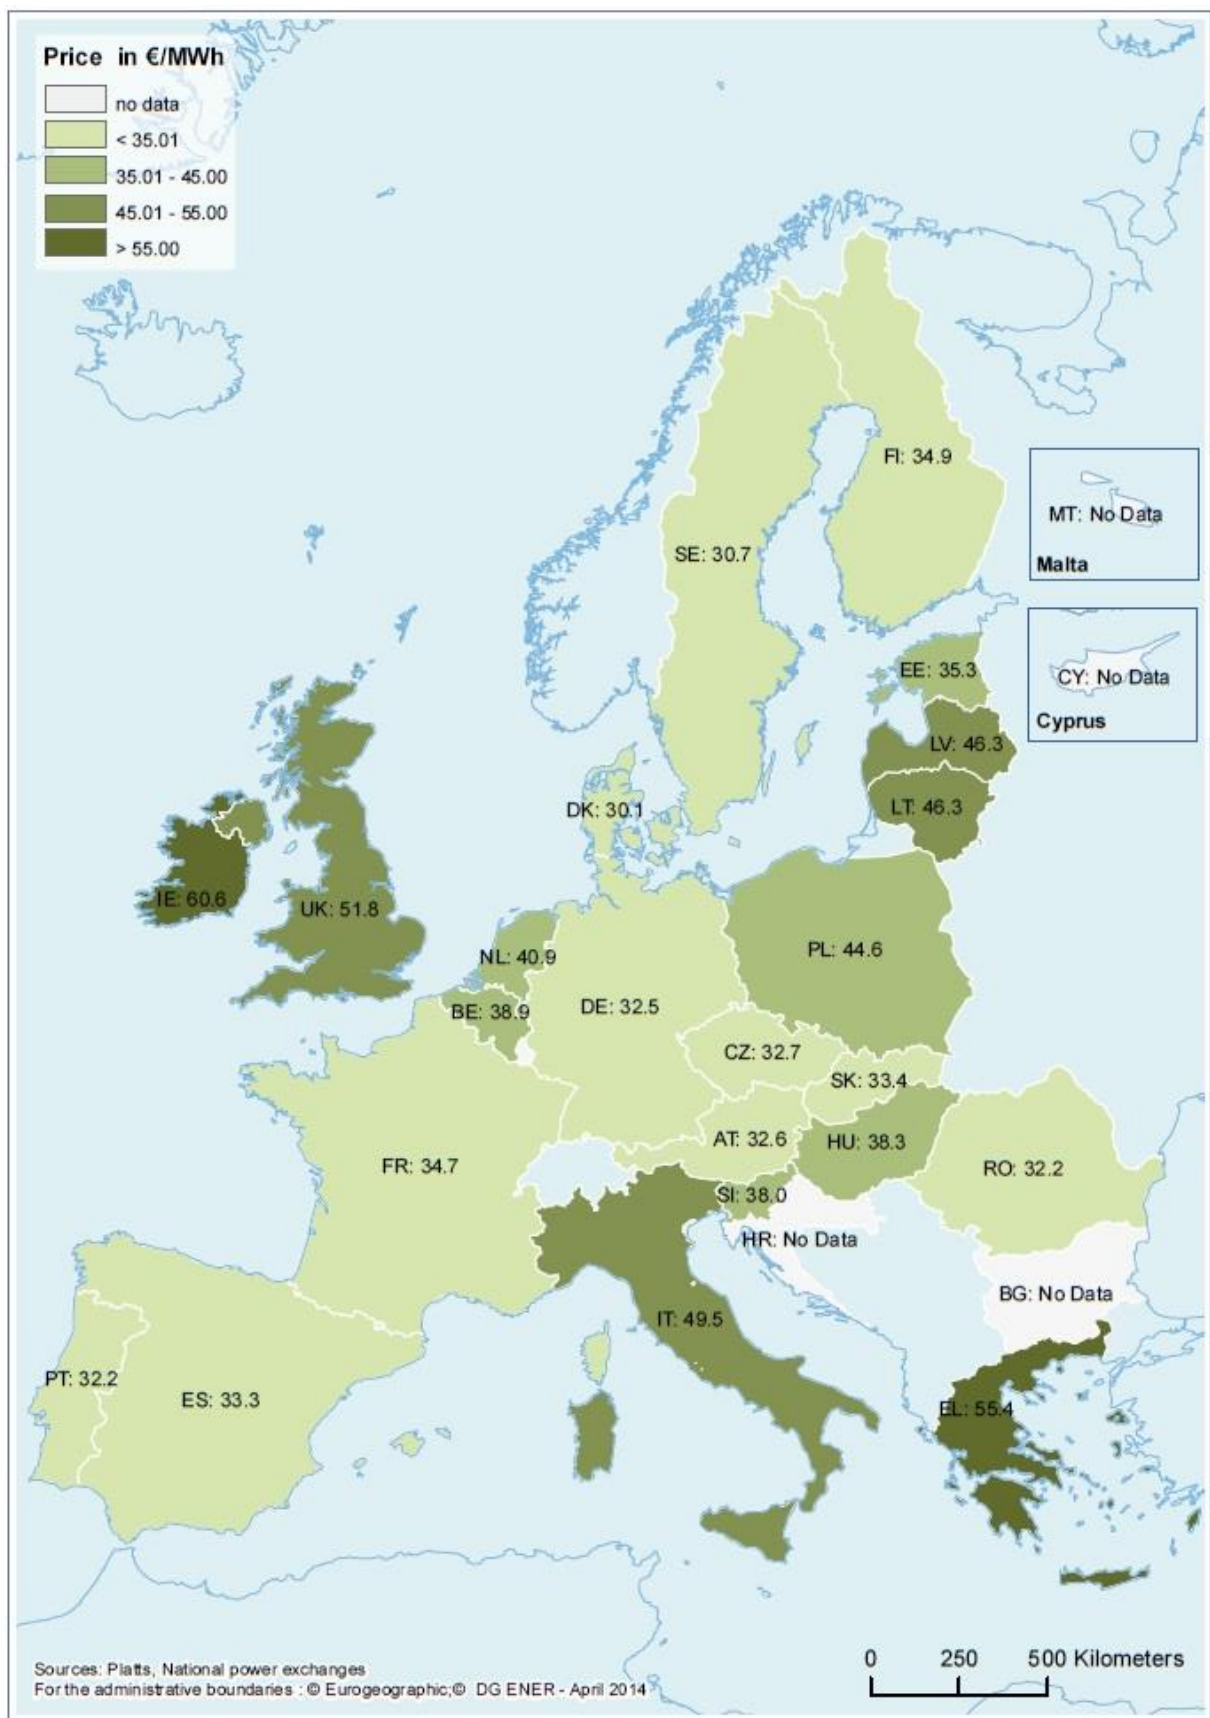 Price in €/MWh
no data
< 35.01
35.01 - 45.00
45.01 - 55.00
> 55.00
FI: 34.9
MT: No Data
Malta
SE: 30.7
EE: 35.3
CY: No Data
Cyprus
LV: 46.3
DK: 30.1
LT: 46.3
IE: 60.6
UK: 51.8
NL: 40.9
PL: 44.6
BE: 38.9
DE: 32.5
CZ: 32.7
SK: 33.4
AT: 32.6
HU: 38.3
FR: 34.7
RO: 32.2
SI: 38.0
HR: No Data
BG: No Data
IT: 49.5
PT: 32.2
ES: 33.3
EL: 55.4
0 250 500 Kilometers
Sources: Platts, National power exchanges
For the administrative boundaries : © Eurogeographic;© DG ENER - April 2014